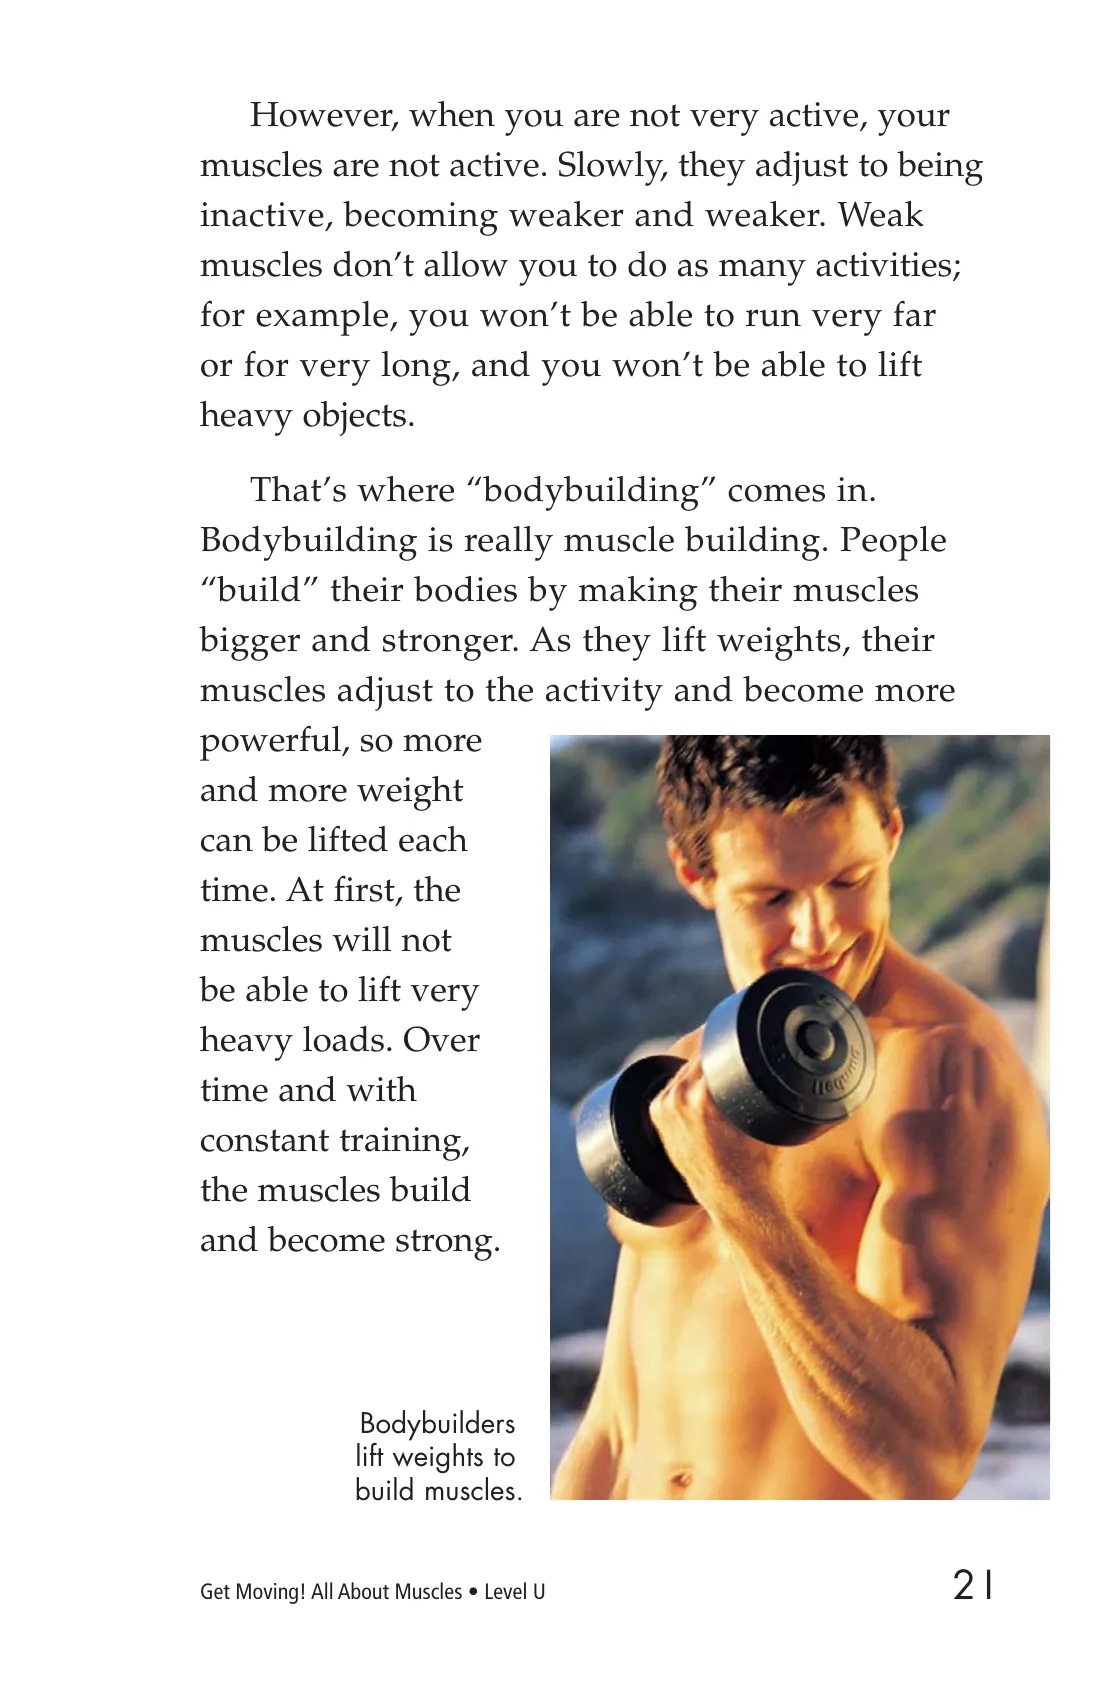 However, when you are not very active, your
muscles are not active. Slowly, they adjust to being
inactive, becoming weaker and weaker. Weak
muscles don’t allow you to do as many activities;
for example, you won’t be able to run very far
or for very long, and you won’t be able to lift
heavy objects.
That’s where “bodybuilding” comes in.
Bodybuilding is really muscle building. People
“build” their bodies by making their muscles
bigger and stronger. As they lift weights, their
muscles adjust to the activity and become more
powerful, so more
and more weight
can be lifted each
time. At first, the
muscles will not
be able to lift very
heavy loads. Over
time and with
constant training,
the muscles build
and become strong.
Bodybuilders
lift weights to
build muscles.
Get Moving! All About Muscles • Level U
21